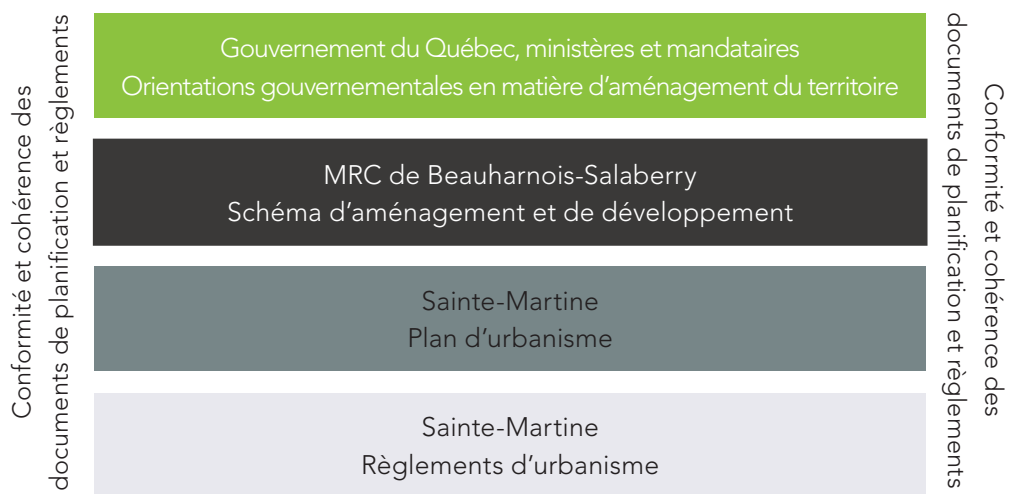 Conformité et cohérence des
documents de planification et règlements
Gouvernement du Québec, ministères et mandataires
Orientations gouvernementales en matière d'aménagement du territoire
MRC de Beauharnois-Salaberry
Schéma d'aménagement et de développement
Sainte-Martine
Plan d'urbanisme
Sainte-Martine
Règlements d'urbanisme
Conformité et cohérence des
documents de planification et règlements